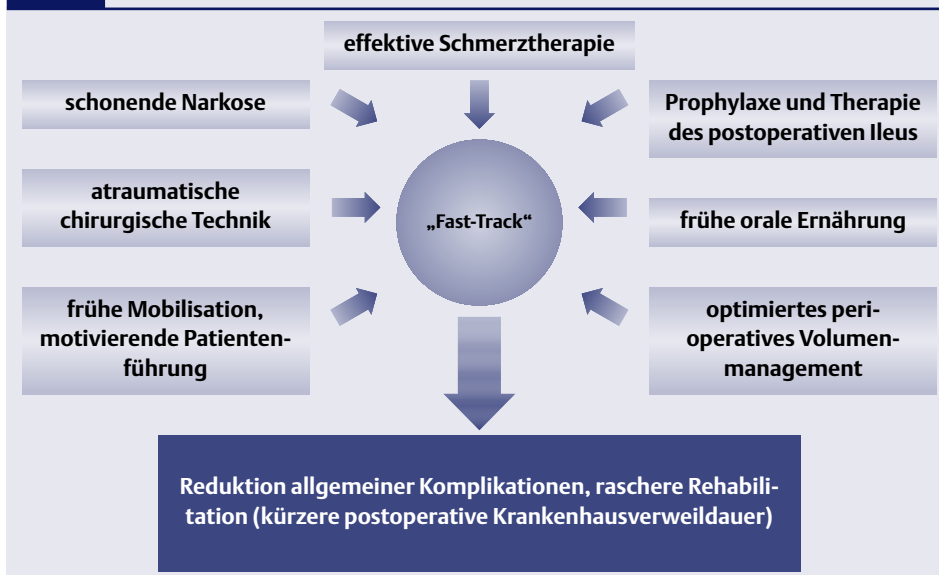 effektive Schmerztherapie
schonende Narkose
Prophylaxe und Therapie
des postoperativen Ileus
atraumatische
chirurgische Technik
„Fast-Track“
frühe orale Ernährung
frühe Mobilisation,
motivierende Patienten-
führung
optimiertes peri-
operatives Volumen-
management
Reduktion allgemeiner Komplikationen, raschere Rehabili-
tation (kürzere postoperative Krankenhausverweildauer)